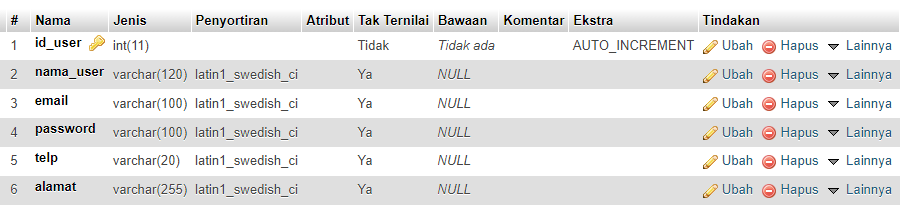 # Nama Jenis Penyortiran Atribut Tak Ternilai Bawaan Komentar Ekstra Tindakan
1 id_user int(11) Tidak Tidak ada AUTO_INCREMENT Ubah Hapus Lainnya
2 nama_user varchar(120) latin1_swedish_ci Ya NULL Ubah Hapus Lainnya
3 email varchar(100) latin1_swedish_ci Ya NULL Ubah Hapus Lainnya
4 password varchar(100) latin1_swedish_ci Ya NULL Ubah Hapus Lainnya
5 telp varchar(20) latin1_swedish_ci Ya NULL Ubah Hapus Lainnya
6 alamat varchar(255) latin1_swedish_ci Ya NULL Ubah Hapus Lainnya